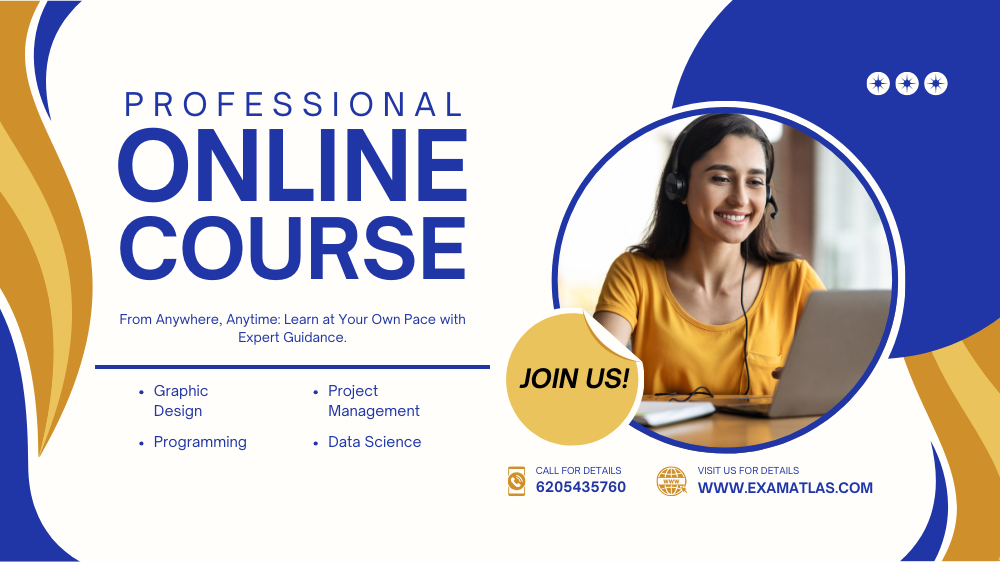 PROFESSIONAL
ONLINE
COURSE
From Anywhere, Anytime: Learn at Your Own Pace with
Expert Guidance.
• Graphic
Design
• Programming
• Project
Management
• Data Science
JOIN US!
CALL FOR DETAILS
6205435760
WWW
VISIT US FOR DETAILS
WWW.EXAMATLAS.COM